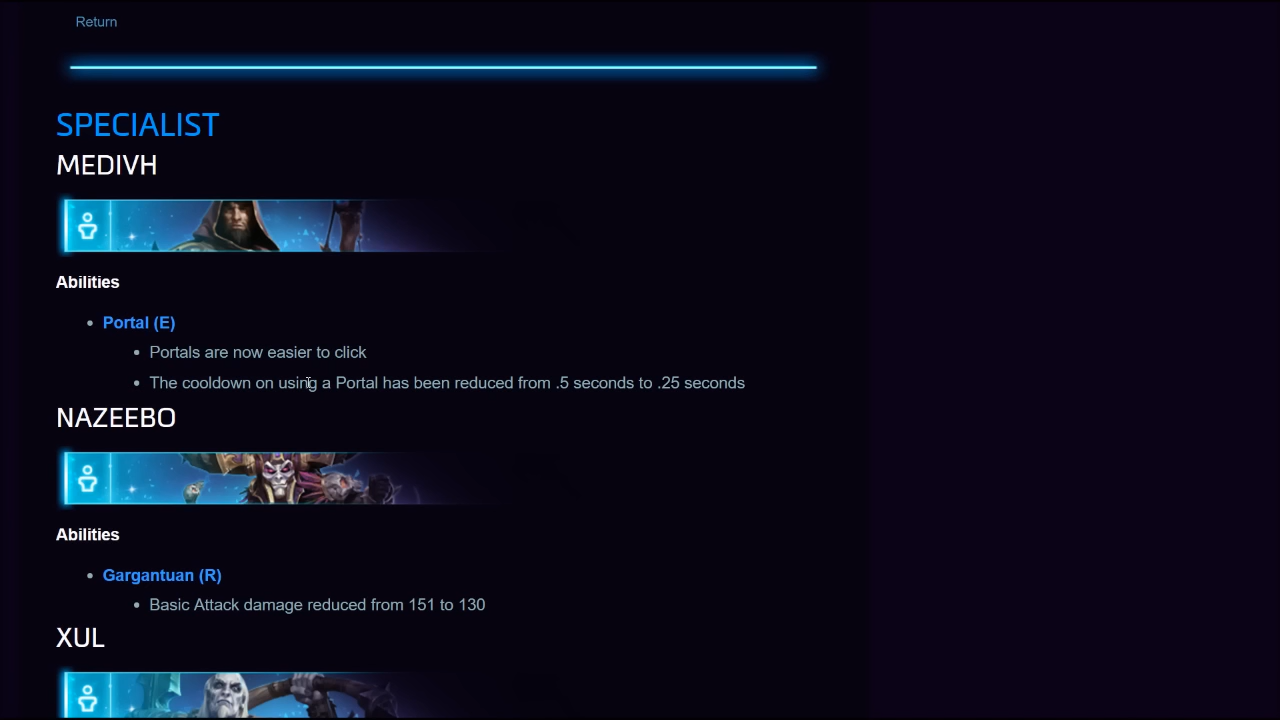 Return
SPECIALIST
MEDIVH
Abilities
Portal (E)
Portals are now easier to click
The cooldown on using a Portal has been reduced from .5 seconds to .25 seconds
NAZEEBO
Abilities
Gargantuan (R)
Basic Attack damage reduced from 151 to 130
XUL